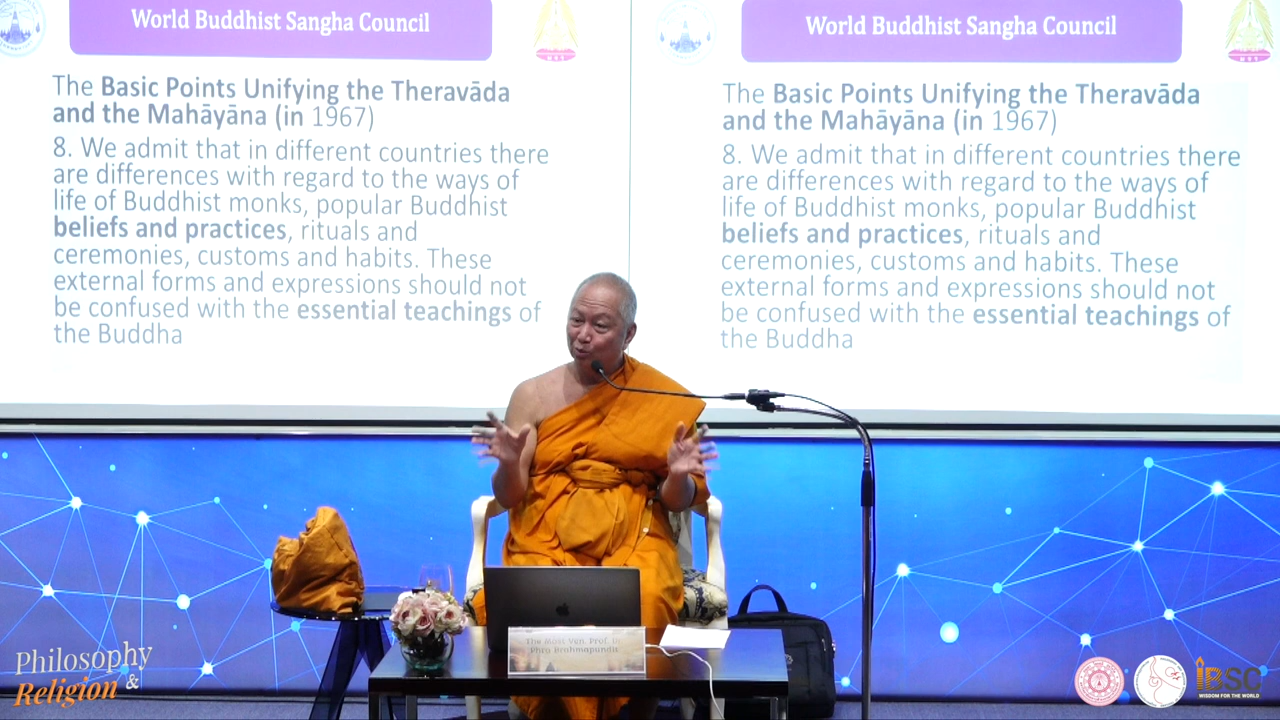 World Buddhist Sangha Council
The Basic Points Unifying the Theravāda
and the Mahāyāna (in 1967)
8. We admit that in different countries there
are differences with regard to the ways of
life of Buddhist monks, popular Buddhist
beliefs and practices, rituals and
ceremonies, customs and habits. These
external forms and expressions should not
be confused with the essential teachings of
the Buddha
World Buddhist Sangha Council
The Basic Points Unifying the Theravāda
and the Mahāyāna (in 1967)
8. We admit that in different countries there
are differences with regard to the ways of
life of Buddhist monks, popular Buddhist
beliefs and practices, rituals and
ceremonies, customs and habits. These
external forms and expressions should not
be confused with the essential teachings of
the Buddha
The Most Ven. Prof. Dr.
Phra Brahmapundit
Philosophy
& Religion
IBSC
WISDOM FOR THE WORLD